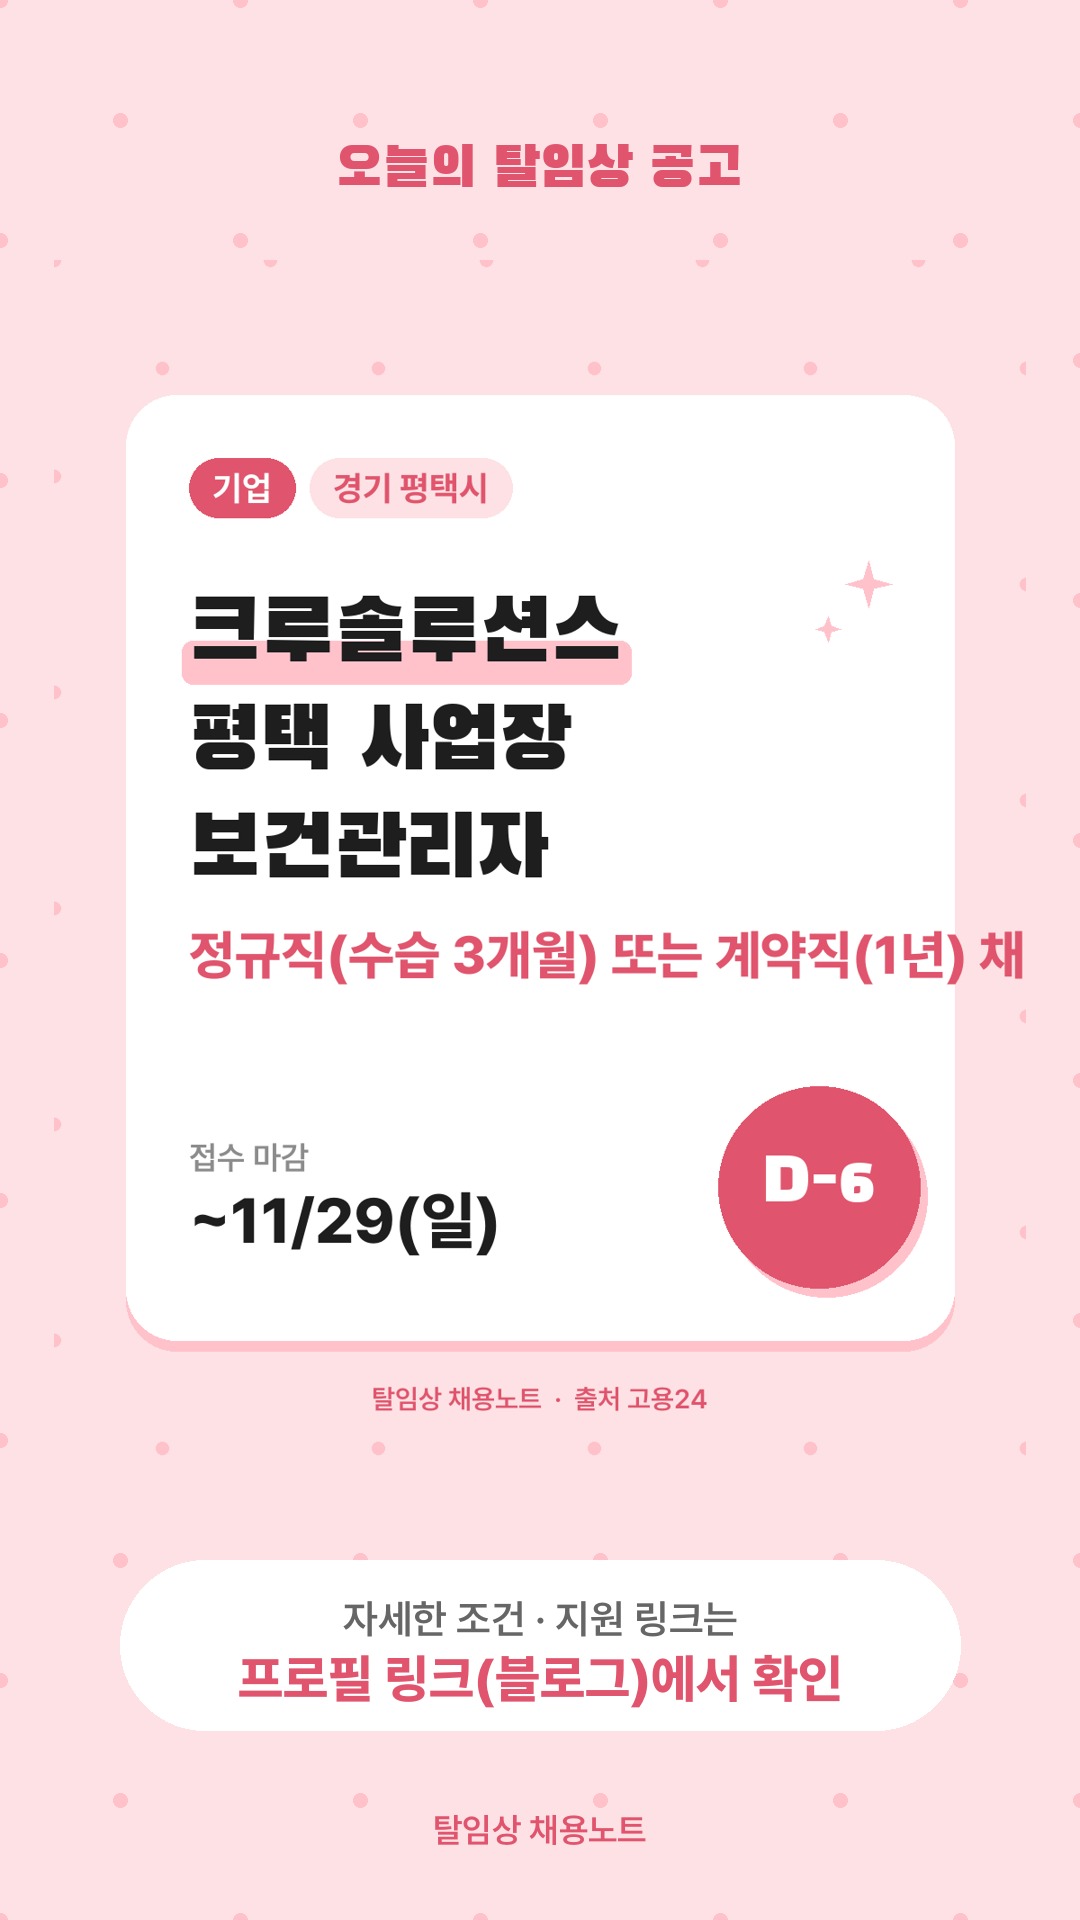 오늘의 탈임상 공고
기업
경기 평택시
크루솔루션스
평택 사업장
보건관리자
정규직(수습 3개월) 또는 계약직(1년) 채
접수 마감
~11/29(일)
D-6
탈임상 채용노트 · 출처 고용24
자세한 조건 · 지원 링크는
프로필 링크(블로그)에서 확인
탈임상 채용노트